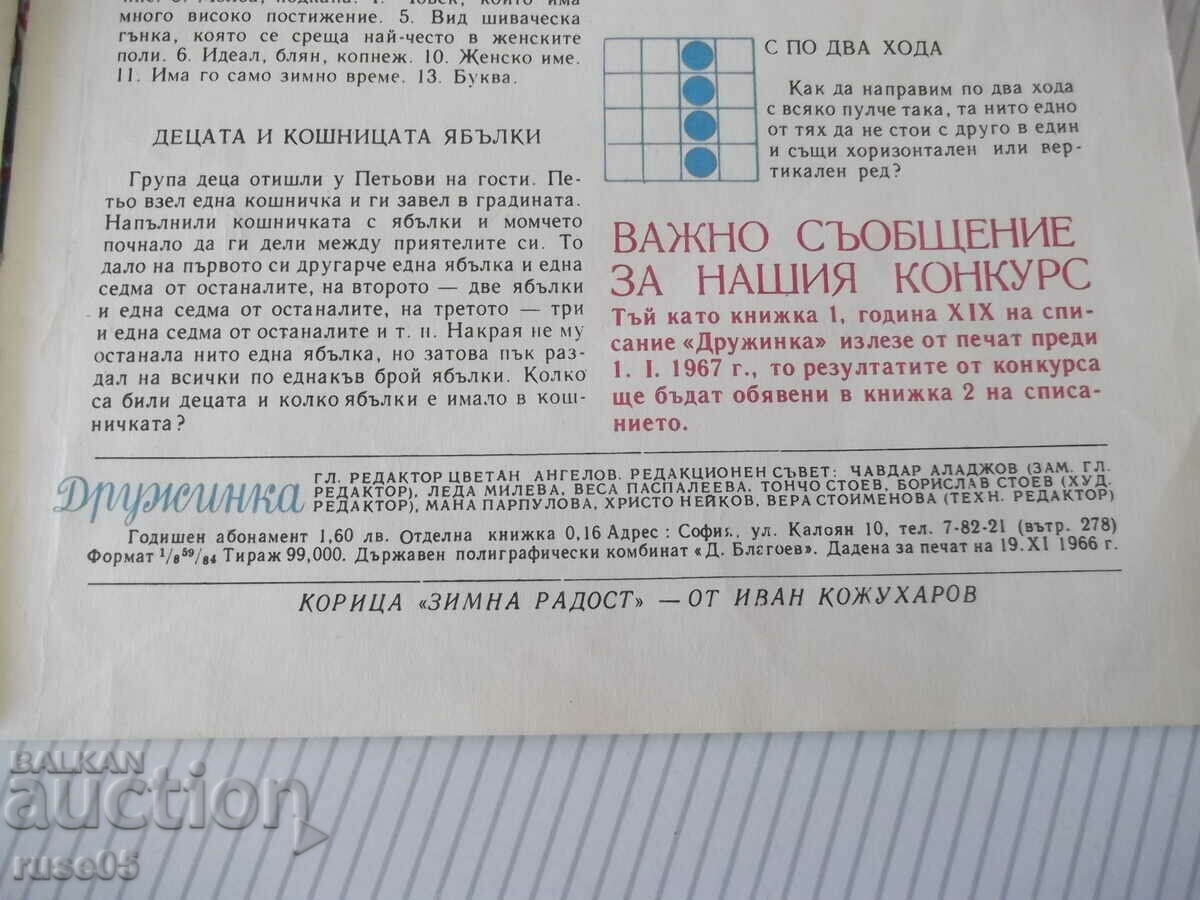 много високо постижение. 5. Вид шиваческа
гънка, която се среща най-често в женските
поли. 6. Идеал, блян, копнеж. 10. Женско име.
11. Има го само зимно време. 13. Буква.
ДЕЦАТА И КОШНИЦАТА ЯБЪЛКИ
Група деца отишли у Петьови на гости. Пе-
тьо взел една кошничка и ги завел в градината.
Напълнили кошничката с ябълки и момчето
почнало да ги дели между приятелите си. То
дало на първото си другарче една ябълка и една
седма от останалите, на второто — две ябълки
и една седма от останалите, на третото — три
и една седма от останалите и т. н. Накрая не му
останала нито една ябълка, но затова пък раз-
дал на всички по еднакъв брой ябълки. Колко
са били децата и колко ябълки е имало в кош-
ничката?
С ПО ДВА ХОДА
Как да направим по два хода
с всяко пулче така, та нито едно
от тях да не стои с друго в един
и същи хоризонтален или вер-
тикален ред?
ВАЖНО СЪОБЩЕНИЕ
ЗА НАШИЯ КОНКУРС
Тъй като книжка 1, година XIX на спи-
сание «Дружинка» излезе от печат преди
1. I. 1967 г., то резултатите от конкурса
ще бъдат обявени в книжка 2 на списа-
нието.
Дружинка
ГЛ. РЕДАКТОР ЦВЕТАН АНГЕЛОВ. РЕДАКЦИОНЕН СЪВЕТ: ЧАВДАР АЛАДЖОВ (ЗАМ. ГЛ.
РЕДАКТОР), ЛЕДА МИЛЕВА, ВЕСА ПАСПАЛЕЕВА, ТОНЧО СТОЕВ, БОРИСЛАВ СТОЕВ (ХУД.
РЕДАКТОР), МАНА ПАРПУЛОВА, ХРИСТО НЕЙКОВ, ВЕРА СТОИМЕНОВА (ТЕХН. РЕДАКТОР)
Годишен абонамент 1,60 лв. Отделна книжка 0,16 Адрес: София, ул. Калоян 10, тел. 7-82-21 (вътр. 278)
Формат 1/8 59/84 Тираж 99,000. Държавен полиграфически комбинат «Д. Благоев». Дадена за печат на 19. XI 1966 г.
КОРИЦА «ЗИМНА РАДОСТ» — ОТ ИВАН КОЖУХАРОВ
BALKAN
auction
ruse05